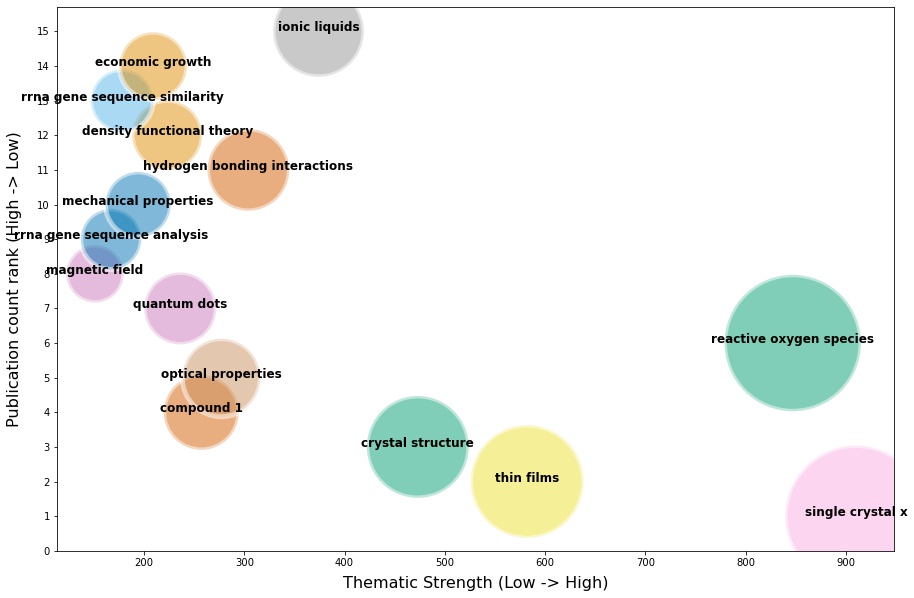 15
ionic liquids
14
economic growth
13
rrna gene sequence similarity
12
density functional theory
11
hydrogen bonding interactions
10
mechanical properties
9
rrna gene sequence analysis
8
magnetic field
7
quantum dots
6
reactive oxygen species
5
optical properties
4
compound 1
3
crystal structure
2
thin films
1
single crystal x
0
Publication count rank (High -> Low)
200 300 400 500 600 700 800 900
Thematic Strength (Low -> High)